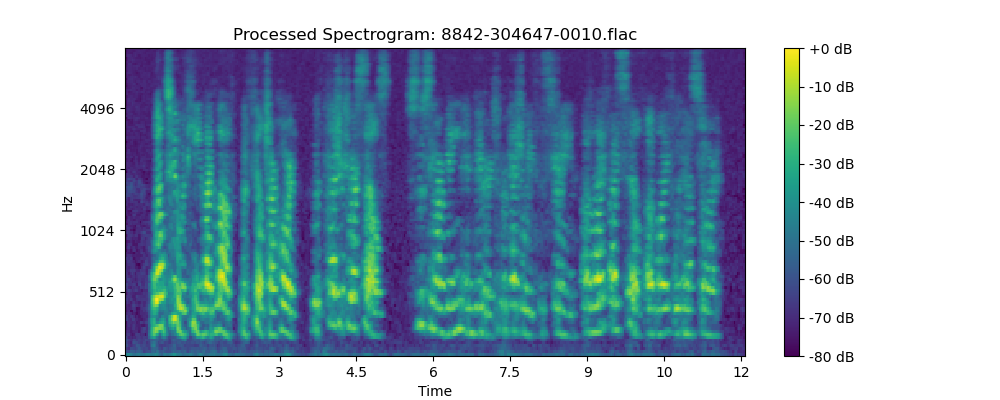 Processed Spectrogram: 8842-304647-0010.flac
+0 dB
-10 dB
-20 dB
-30 dB
-40 dB
-50 dB
-60 dB
-70 dB
-80 dB
4096
2048
1024
512
0
Hz
0 1.5 3 4.5 6 7.5 9 10 12
Time